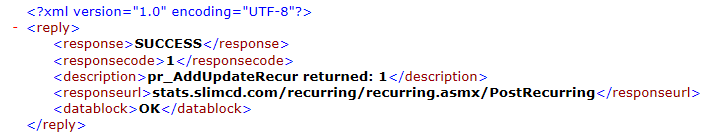 <?xml version="1.0" encoding="UTF-8"?>
- <reply>
<response>SUCCESS</response>
<responsecode>1</responsecode>
<description>pr_AddUpdateRecur returned: 1</description>
<responseurl>stats.slimcd.com/recurring/recurring.asmx/PostRecurring</responseurl>
<datablock>OK</datablock>
</reply>